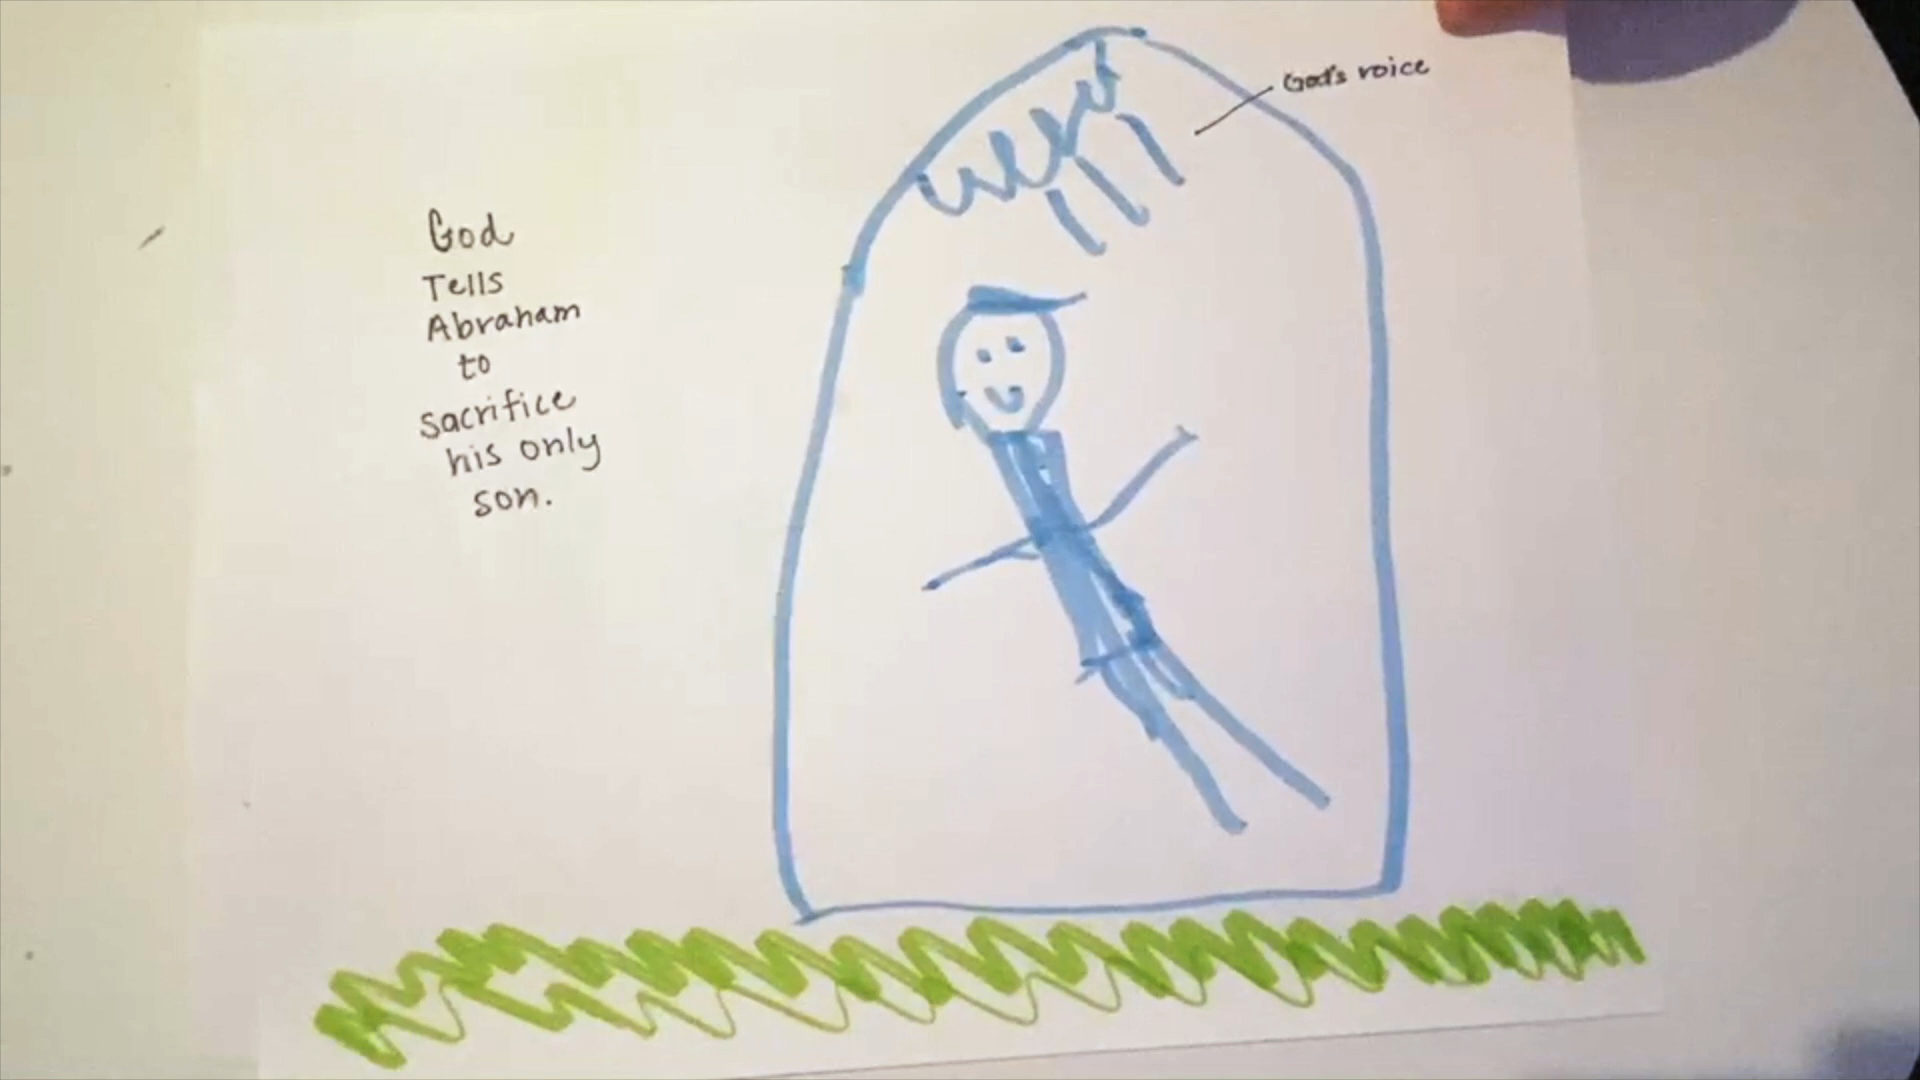 God
Tells
Abraham
to
sacrifice
his only
son.
God's voice